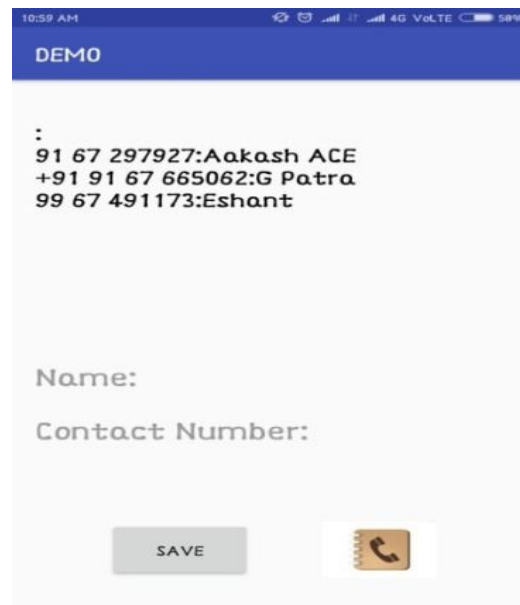 10:59 AM 4G VoLTE 58%
DEMO
:
91 67 297927:Aakash ACE
+91 91 67 665062:G Patra
99 67 491173:Eshant
Name:
Contact Number:
SAVE